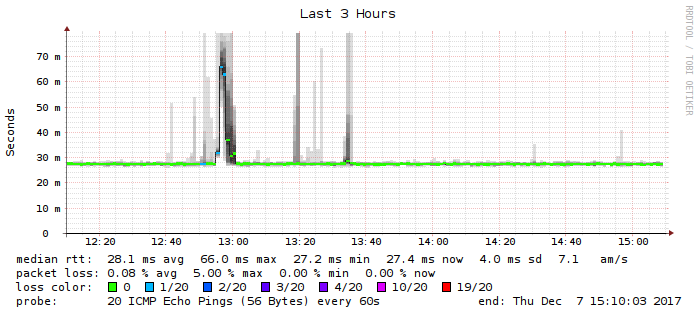 Last 3 Hours
RRDTOOL / TOBI OETIKER
Seconds
70 m
60 m
50 m
40 m
30 m
20 m
10 m
0
12:20 12:40 13:00 13:20 13:40 14:00 14:20 14:40 15:00
median rtt: 28.1 ms avg 66.0 ms max 27.2 ms min 27.4 ms now 4.0 ms sd 7.1 am/s
packet loss: 0.08 % avg 5.00 % max 0.00 % min 0.00 % now
loss color: 0 1/20 2/20 3/20 4/20 10/20 19/20
probe: 20 ICMP Echo Pings (56 Bytes) every 60s end: Thu Dec 7 15:10:03 2017